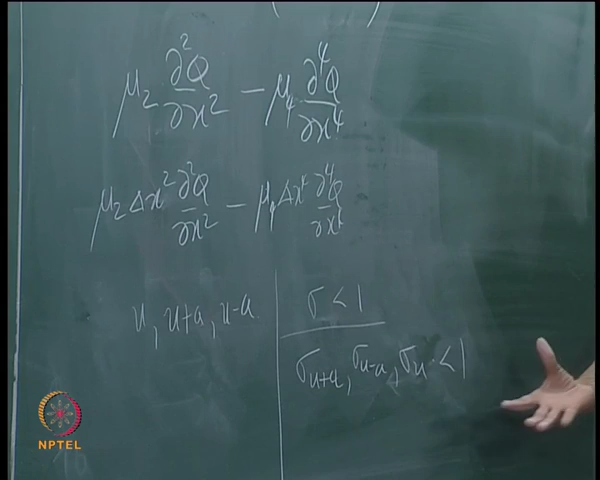 μ₂ ∂²Q/∂x² − μ₄ ∂⁴Q/∂x⁴
μ₂ Δx² ∂²Q/∂x² − μ₄ Δx⁴ ∂⁴Q/∂x⁴
u, u+a, u-a
σ < 1
σᵤ₊ₐ, σᵤ₋ₐ, σᵤ < 1
NPTEL